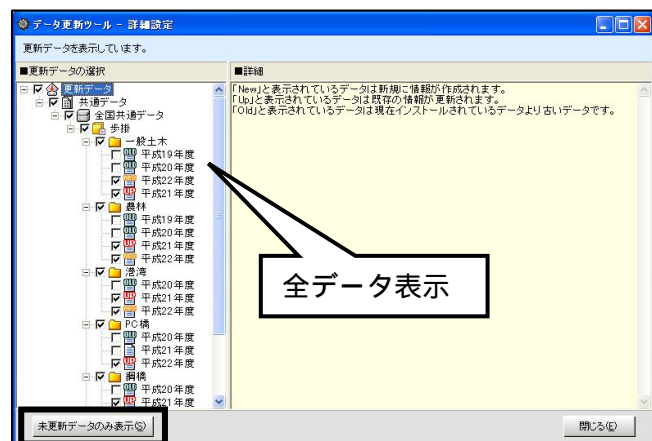 データ更新ツール － 詳細設定
更新データを表示しています。
■更新データの選択
更新データ
共通データ
全国共通データ
歩掛
一般土木
OLD 平成19年度
OLD 平成20年度
平成22年度
UP 平成21年度
農林
OLD 平成19年度
OLD 平成20年度
UP 平成21年度
平成22年度
港湾
OLD 平成20年度
UP 平成21年度
平成22年度
PC橋
OLD 平成20年度
平成21年度
UP 平成22年度
鋼橋
OLD 平成20年度
UP 平成21年度
■詳細
「New」と表示されているデータは新規に情報が作成されます。
「Up」と表示されているデータは既存の情報が更新されます。
「Old」と表示されているデータは現在インストールされているデータより古いデータです。
全データ表示
未更新データのみ表示(S)
閉じる(E)